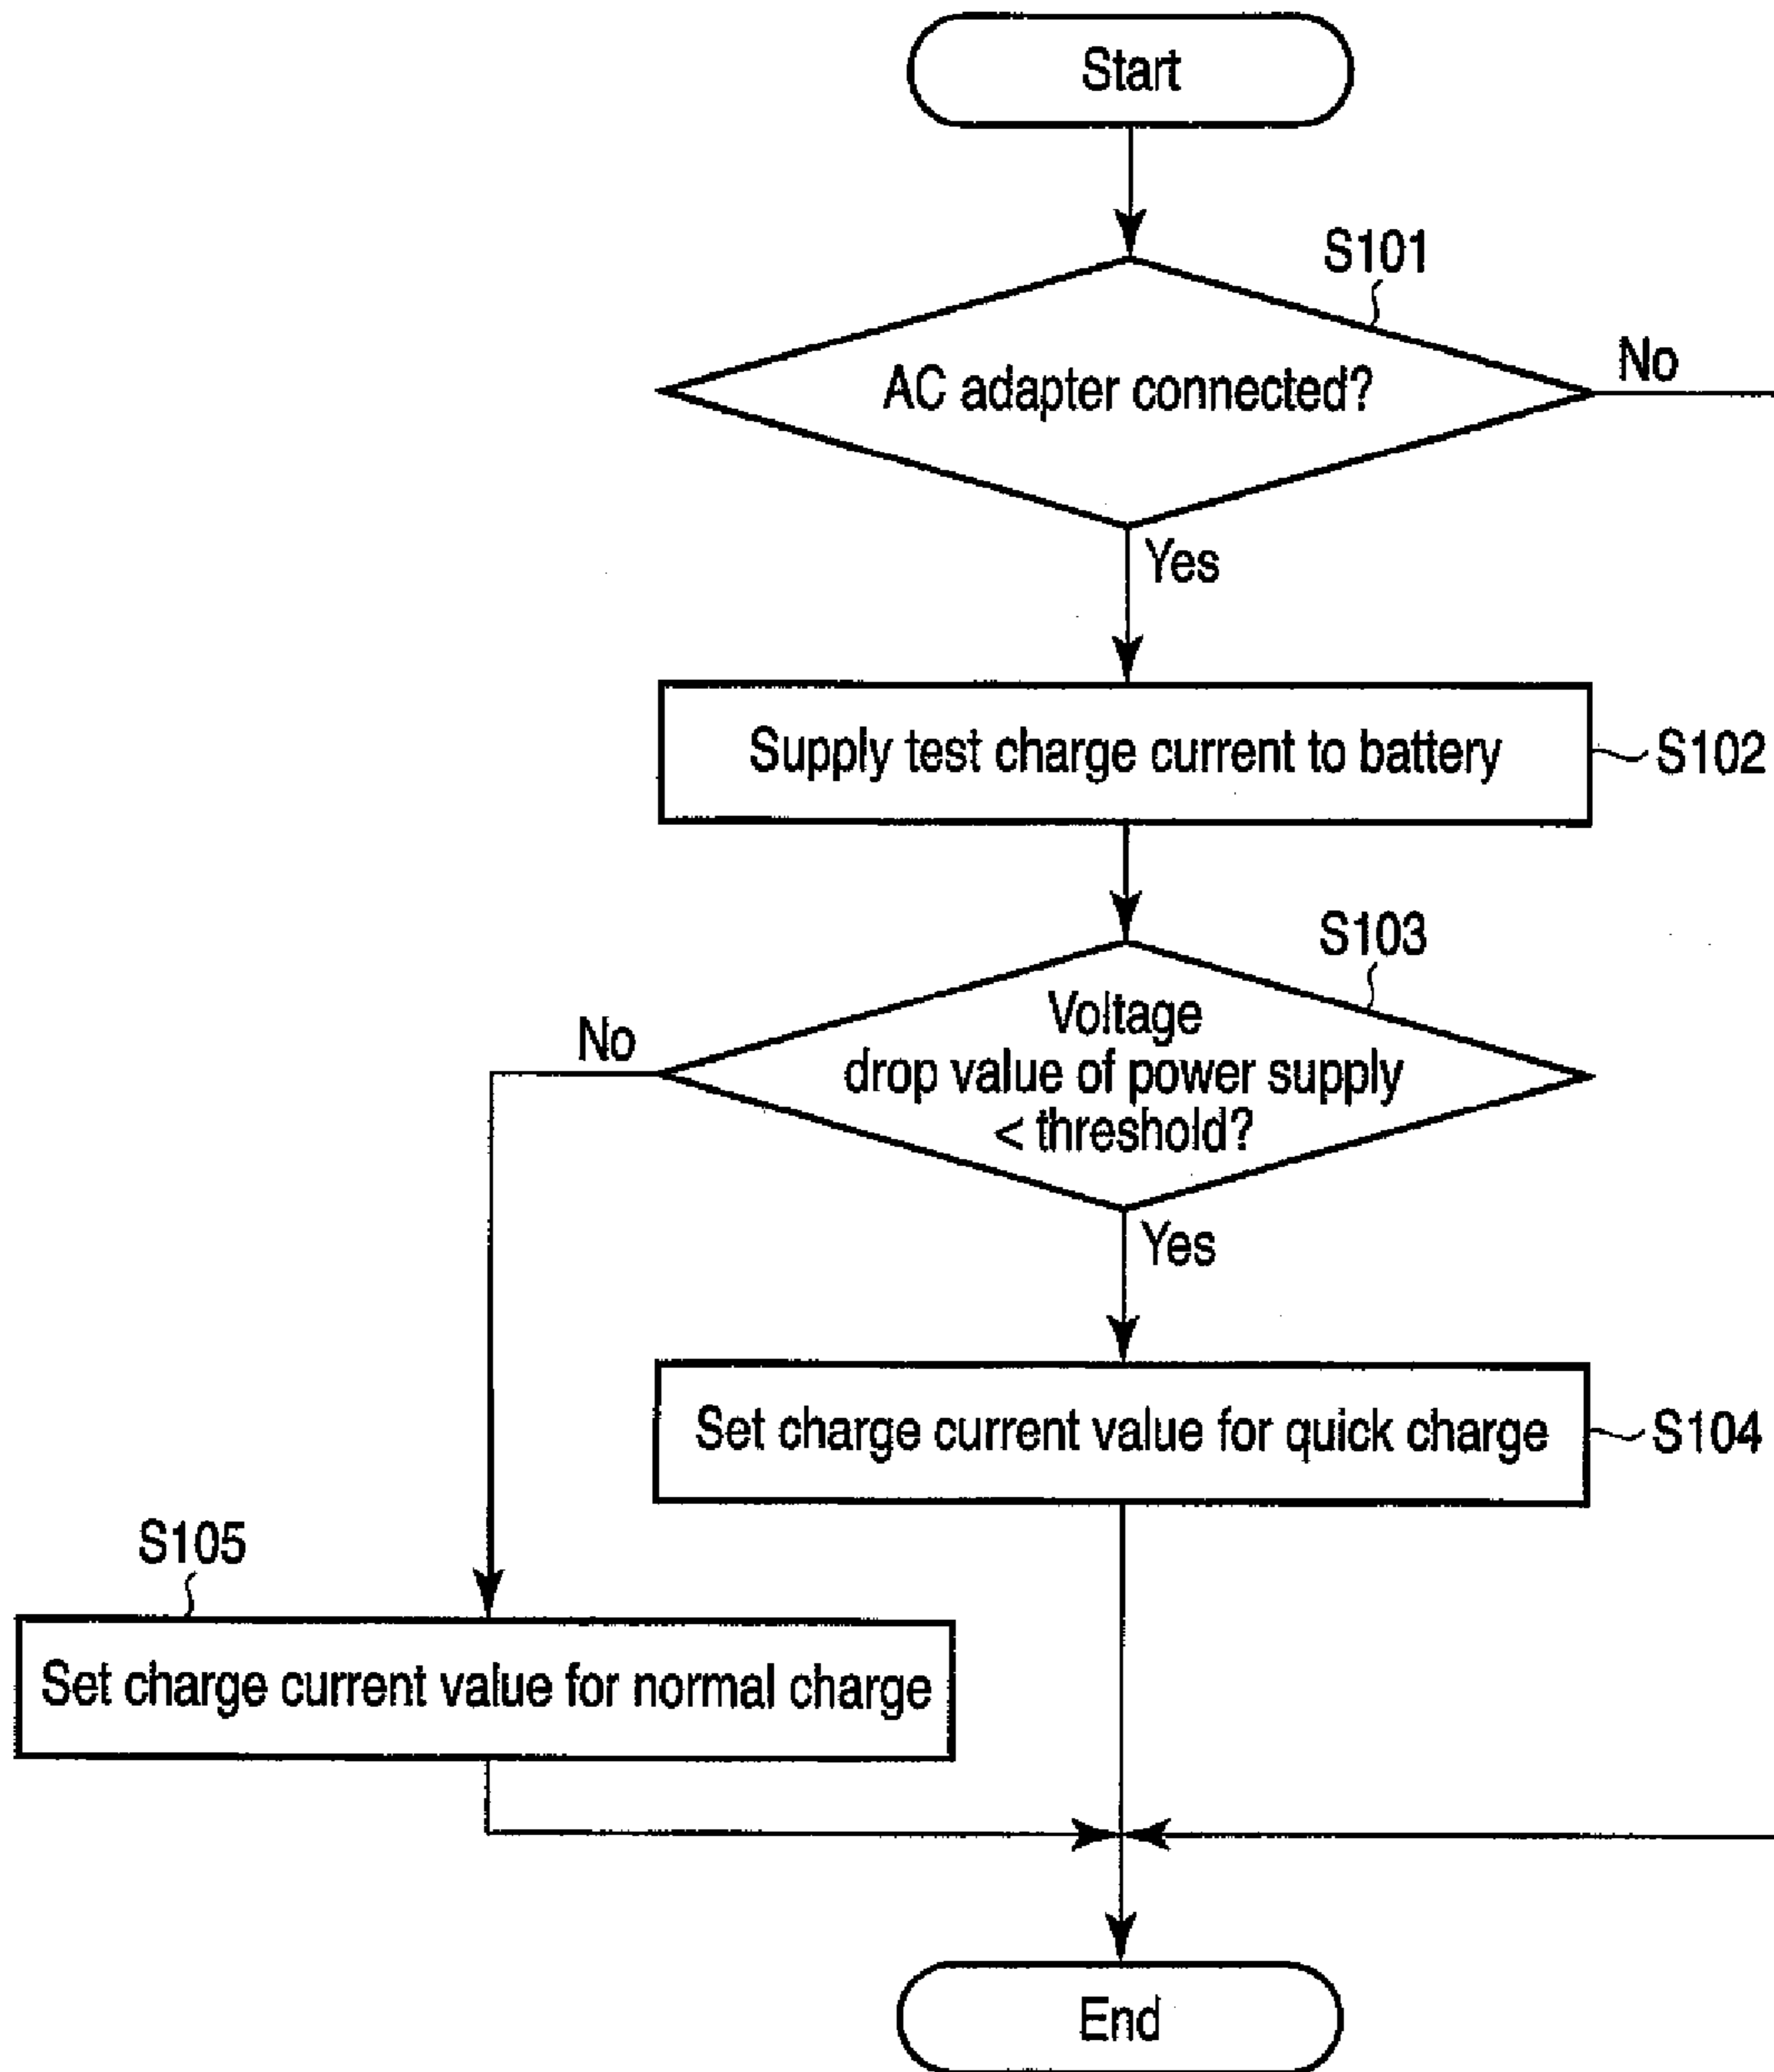 Start
S101
AC adapter connected?
No
Yes
Supply test charge current to battery
S102
S103
Voltage
drop value of power supply
< threshold?
No
Yes
Set charge current value for quick charge
S104
S105
Set charge current value for normal charge
End